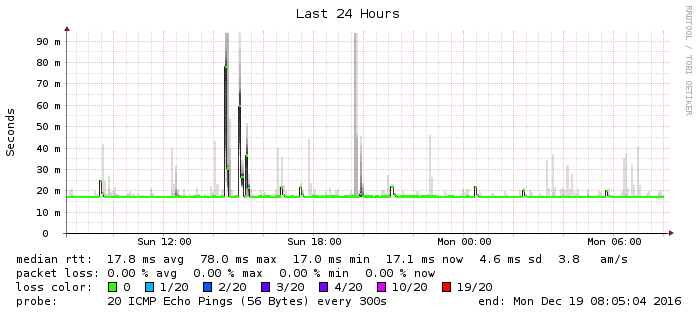 Last 24 Hours
RRDTOOL / TOBI OETIKER
Seconds
90 m
80 m
70 m
60 m
50 m
40 m
30 m
20 m
10 m
0
Sun 12:00 Sun 18:00 Mon 00:00 Mon 06:00
median rtt: 17.8 ms avg 78.0 ms max 17.0 ms min 17.1 ms now 4.6 ms sd 3.8 am/s
packet loss: 0.00 % avg 0.00 % max 0.00 % min 0.00 % now
loss color: 0 1/20 2/20 3/20 4/20 10/20 19/20
probe: 20 ICMP Echo Pings (56 Bytes) every 300s end: Mon Dec 19 08:05:04 2016